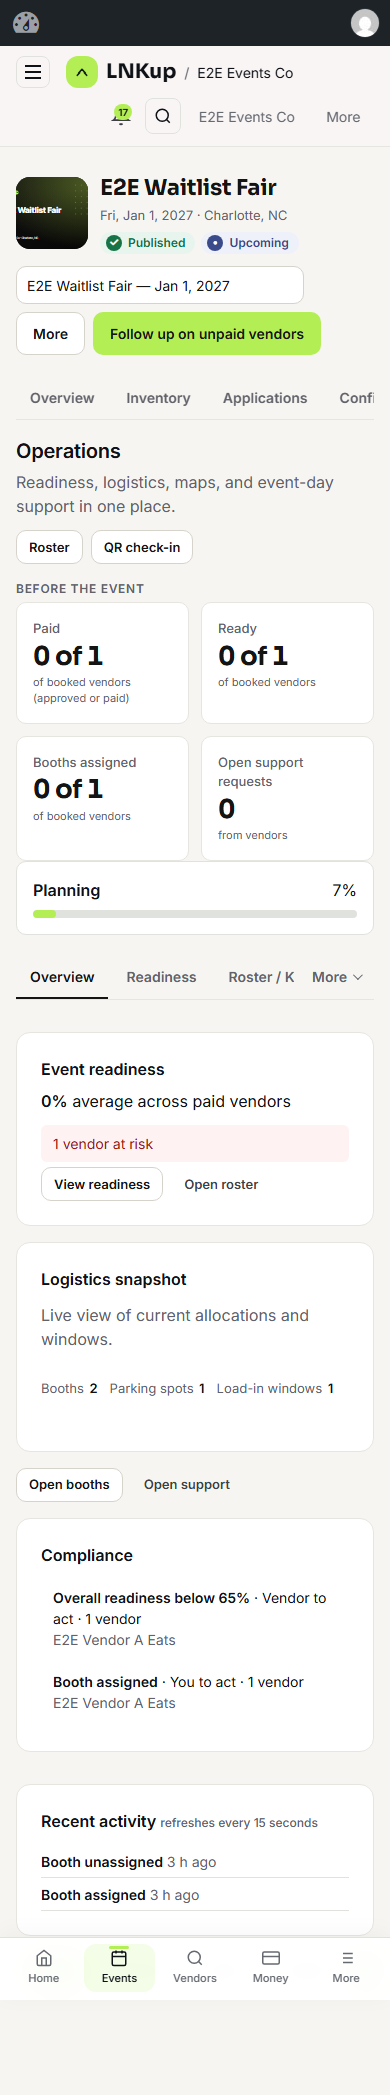 LNKup / E2E Events Co
17
E2E Events Co
More
Waitlist Fair
E2E Waitlist Fair
Fri, Jan 1, 2027 · Charlotte, NC
Published
Upcoming
E2E Waitlist Fair — Jan 1, 2027
More
Follow up on unpaid vendors
Overview
Inventory
Applications
Confi
Operations
Readiness, logistics, maps, and event-day
support in one place.
Roster
QR check-in
BEFORE THE EVENT
Paid
0 of 1
of booked vendors
(approved or paid)
Ready
0 of 1
of booked vendors
Booths assigned
0 of 1
of booked vendors
Open support
requests
0
from vendors
Planning
7%
Overview
Readiness
Roster / K
More
Event readiness
0% average across paid vendors
1 vendor at risk
View readiness
Open roster
Logistics snapshot
Live view of current allocations and
windows.
Booths 2 Parking spots 1 Load-in windows 1
Open booths
Open support
Compliance
Overall readiness below 65% · Vendor to
act · 1 vendor
E2E Vendor A Eats
Booth assigned · You to act · 1 vendor
E2E Vendor A Eats
Recent activity refreshes every 15 seconds
Booth unassigned 3 h ago
Booth assigned 3 h ago
Home
Events
Vendors
Money
More